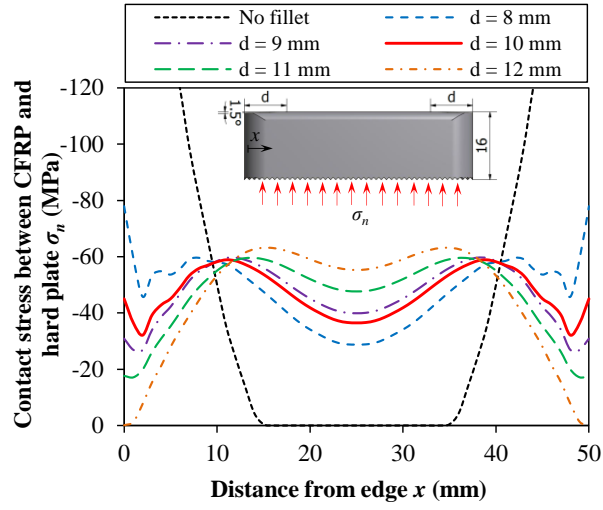 No fillet
d = 8 mm
d = 9 mm
d = 10 mm
d = 11 mm
d = 12 mm
Contact stress between CFRP and
hard plate σn (MPa)
-120
-100
-80
-60
-40
-20
0
d
d
1.5°
x
16
σn
0
10
20
30
40
50
Distance from edge x (mm)